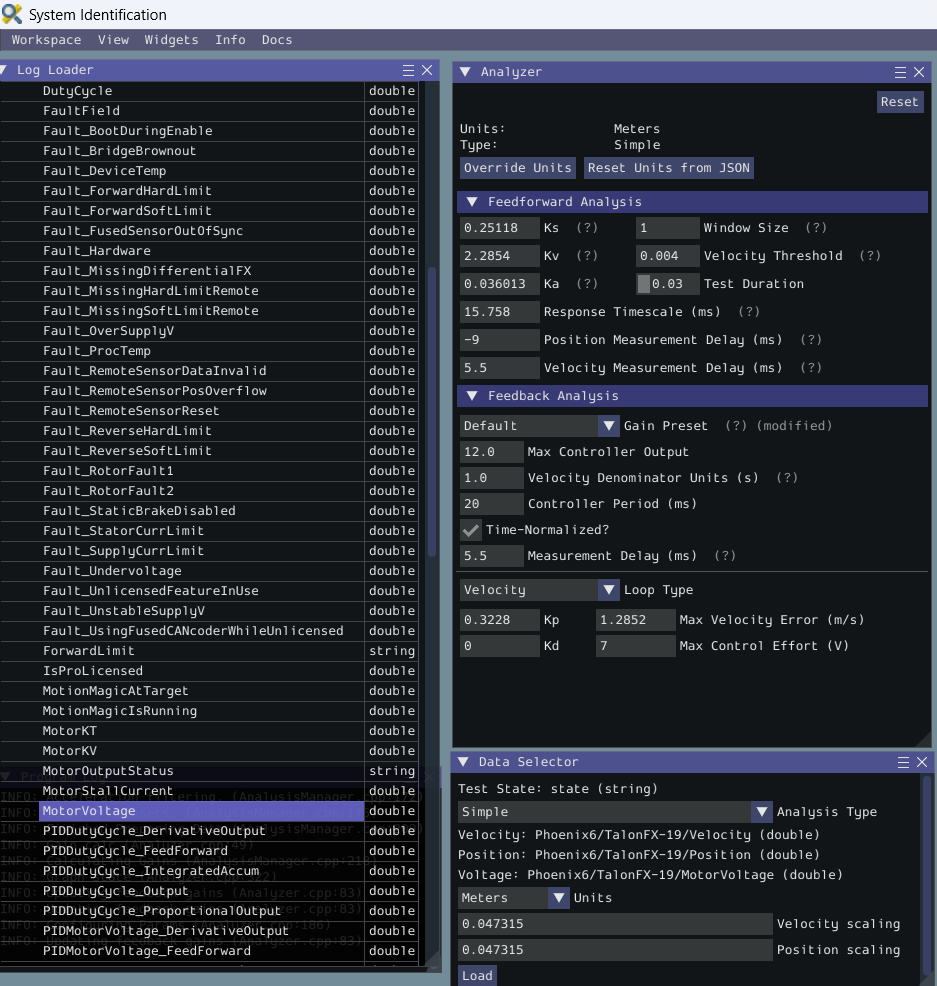 System Identification
Workspace View Widgets Info Docs
Log Loader
DutyCycle double
FaultField double
Fault_BootDuringEnable double
Fault_BridgeBrownout double
Fault_DeviceTemp double
Fault_ForwardHardLimit double
Fault_ForwardSoftLimit double
Fault_FusedSensorOutOfSync double
Fault_Hardware double
Fault_MissingDifferentialFX double
Fault_MissingHardLimitRemote double
Fault_MissingSoftLimitRemote double
Fault_OverSupplyV double
Fault_ProcTemp double
Fault_RemoteSensorDataInvalid double
Fault_RemoteSensorPosOverflow double
Fault_RemoteSensorReset double
Fault_ReverseHardLimit double
Fault_ReverseSoftLimit double
Fault_RotorFault1 double
Fault_RotorFault2 double
Fault_StaticBrakeDisabled double
Fault_StatorCurrLimit double
Fault_SupplyCurrLimit double
Fault_Undervoltage double
Fault_UnlicensedFeatureInUse double
Fault_UnstableSupplyV double
Fault_UsingFusedCANcoderWhileUnlicensed double
ForwardLimit string
IsProLicensed double
MotionMagicAtTarget double
MotionMagicIsRunning double
MotorKT double
MotorKV double
MotorOutputStatus string
MotorStallCurrent double
MotorVoltage double
PIDDutyCycle_DerivativeOutput double
PIDDutyCycle_FeedForward double
PIDDutyCycle_IntegratedAccum double
PIDDutyCycle_Output double
PIDDutyCycle_ProportionalOutput double
PIDMotorVoltage_DerivativeOutput double
PIDMotorVoltage_FeedForward double
Analyzer
Reset
Units: Meters
Type: Simple
Override Units Reset Units from JSON
Feedforward Analysis
0.25118 Ks (?) 1 Window Size (?)
2.2854 Kv (?) 0.004 Velocity Threshold (?)
0.036013 Ka (?) 0.03 Test Duration
15.758 Response Timescale (ms) (?)
-9 Position Measurement Delay (ms) (?)
5.5 Velocity Measurement Delay (ms) (?)
Feedback Analysis
Default Gain Preset (?) (modified)
12.0 Max Controller Output
1.0 Velocity Denominator Units (s) (?)
20 Controller Period (ms)
Time-Normalized?
5.5 Measurement Delay (ms) (?)
Velocity Loop Type
0.3228 Kp 1.2852 Max Velocity Error (m/s)
0 Kd 7 Max Control Effort (V)
Data Selector
Test State: state (string)
Simple Analysis Type
Velocity: Phoenix6/TalonFX-19/Velocity (double)
Position: Phoenix6/TalonFX-19/Position (double)
Voltage: Phoenix6/TalonFX-19/MotorVoltage (double)
Meters Units
0.047315 Velocity scaling
0.047315 Position scaling
Load